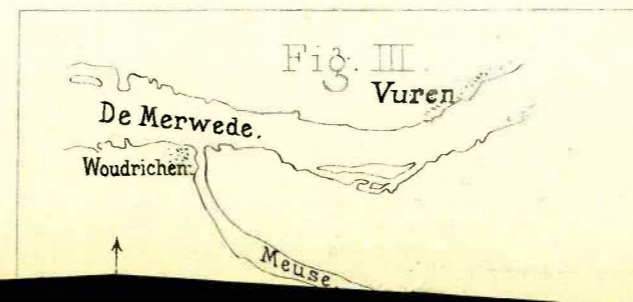 Fig. III.
Vuren
De Merwede.
Woudrichen.
Meuse.